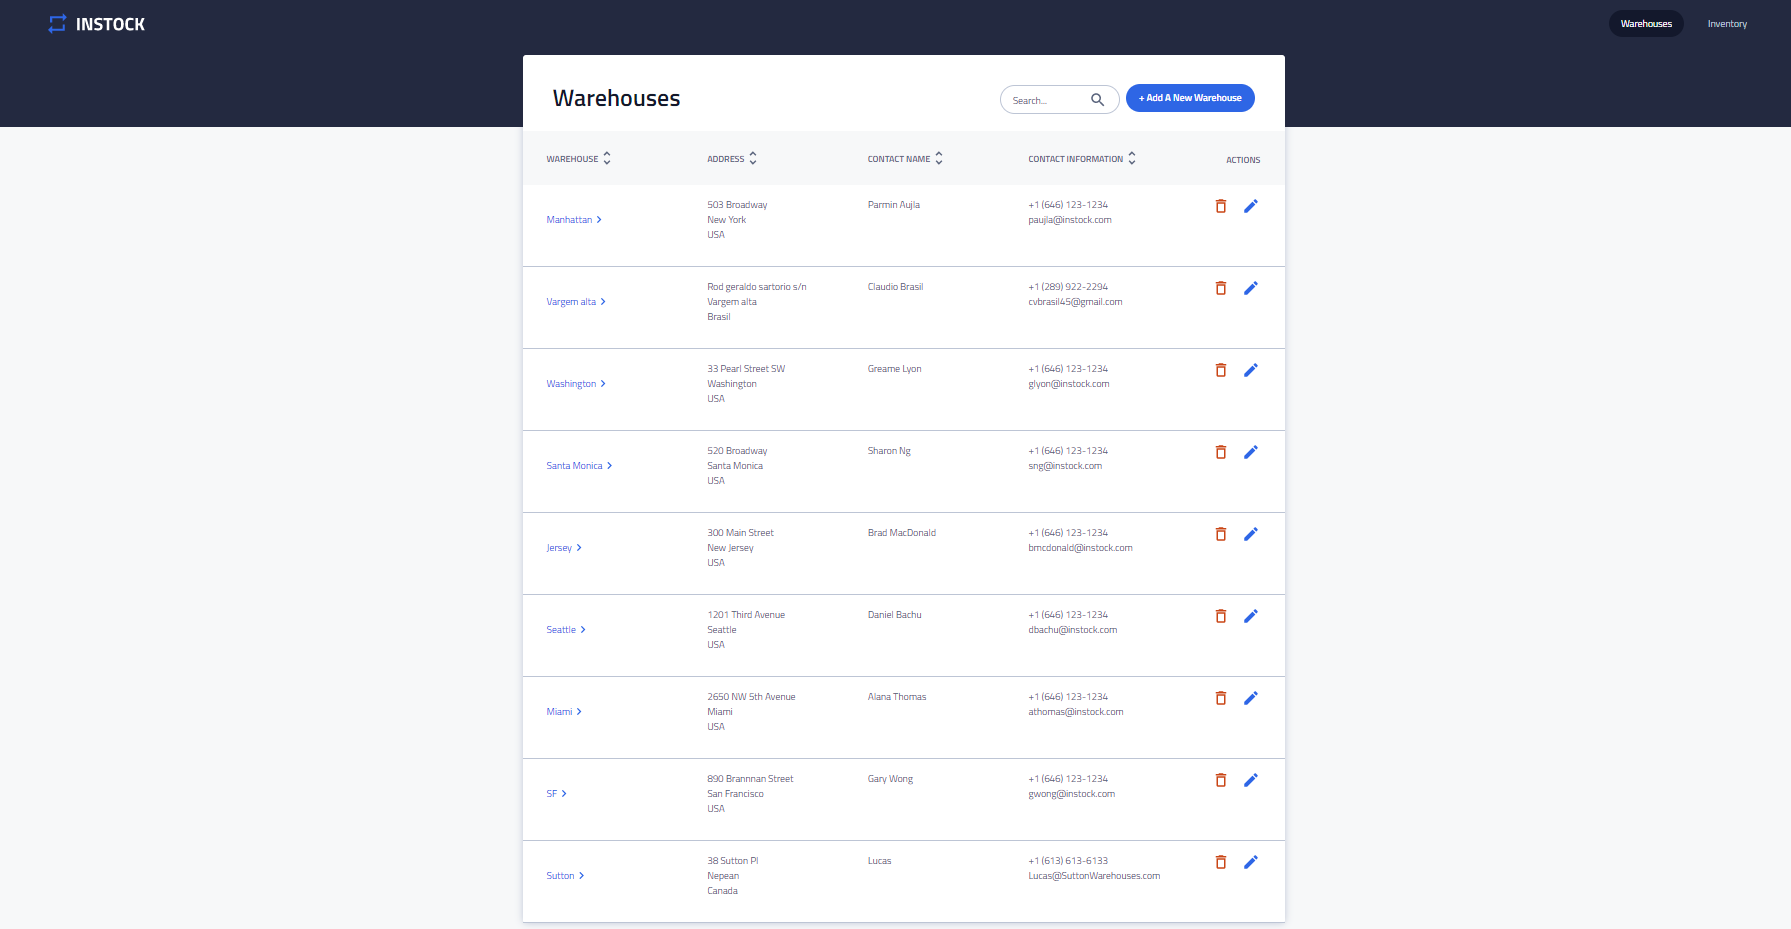 INSTOCK
Warehouses Inventory
Warehouses
Search...
+ Add A New Warehouse
WAREHOUSE ADDRESS CONTACT NAME CONTACT INFORMATION ACTIONS
503 Broadway Parmin Aujla +1 (646) 123-1234
Manhattan New York paujla@instock.com
USA
Rod geraldo sartorio s/n Claudio Brasil +1 (289) 922-2294
Vargem alta Vargem alta cvbrasil45@gmail.com
Brasil
33 Pearl Street SW Greame Lyon +1 (646) 123-1234
Washington Washington glyon@instock.com
USA
520 Broadway Sharon Ng +1 (646) 123-1234
Santa Monica Santa Monica sng@instock.com
USA
300 Main Street Brad MacDonald +1 (646) 123-1234
Jersey New Jersey bmcdonald@instock.com
USA
1201 Third Avenue Daniel Bachu +1 (646) 123-1234
Seattle Seattle dbachu@instock.com
USA
2650 NW 5th Avenue Alana Thomas +1 (646) 123-1234
Miami Miami athomas@instock.com
USA
890 Brannnan Street Gary Wong +1 (646) 123-1234
SF San Francisco gwong@instock.com
USA
38 Sutton Pl Lucas +1 (613) 613-6133
Sutton Nepean Lucas@SuttonWarehouses.com
Canada